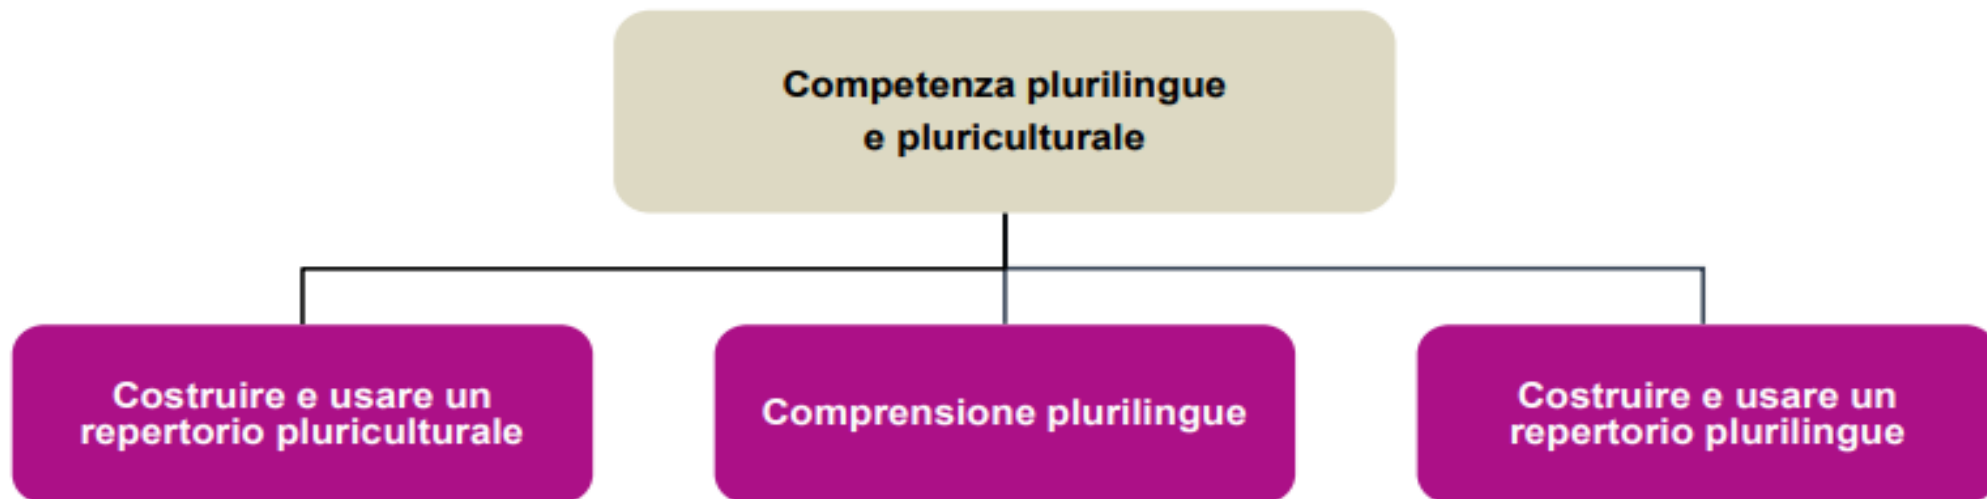 Competenza plurilingue
e pluriculturale
Costruire e usare un
repertorio pluriculturale
Comprensione plurilingue
Costruire e usare un
repertorio plurilingue